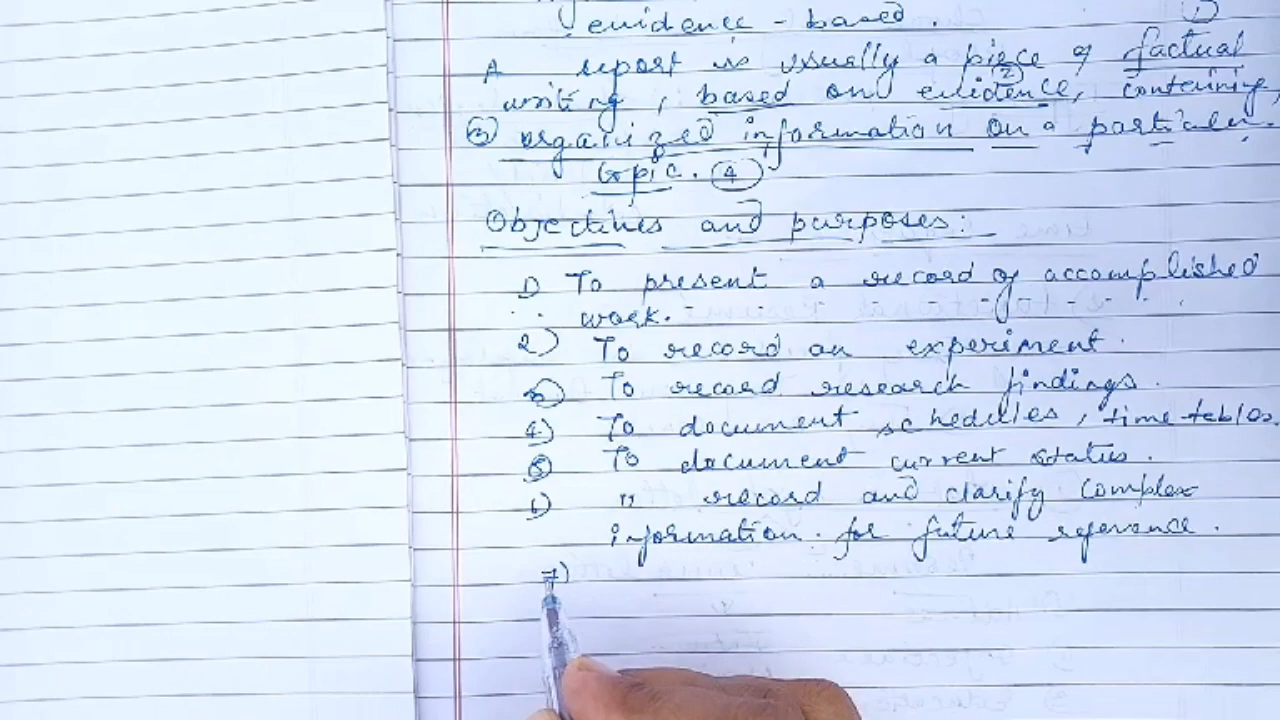 evidence - based. 1)
A report is usually a piece of factual
writing, based on evidence, containing, (2)
(3) organized information on a particular
topic. (4)
Objectives and purposes:
1) To present a record of accomplished
work.
2) To record an experiment.
3) To record research findings.
4) To document schedules, time-tables.
5) To document current status.
6) " record and clarify complex
information. for future reference.
7)